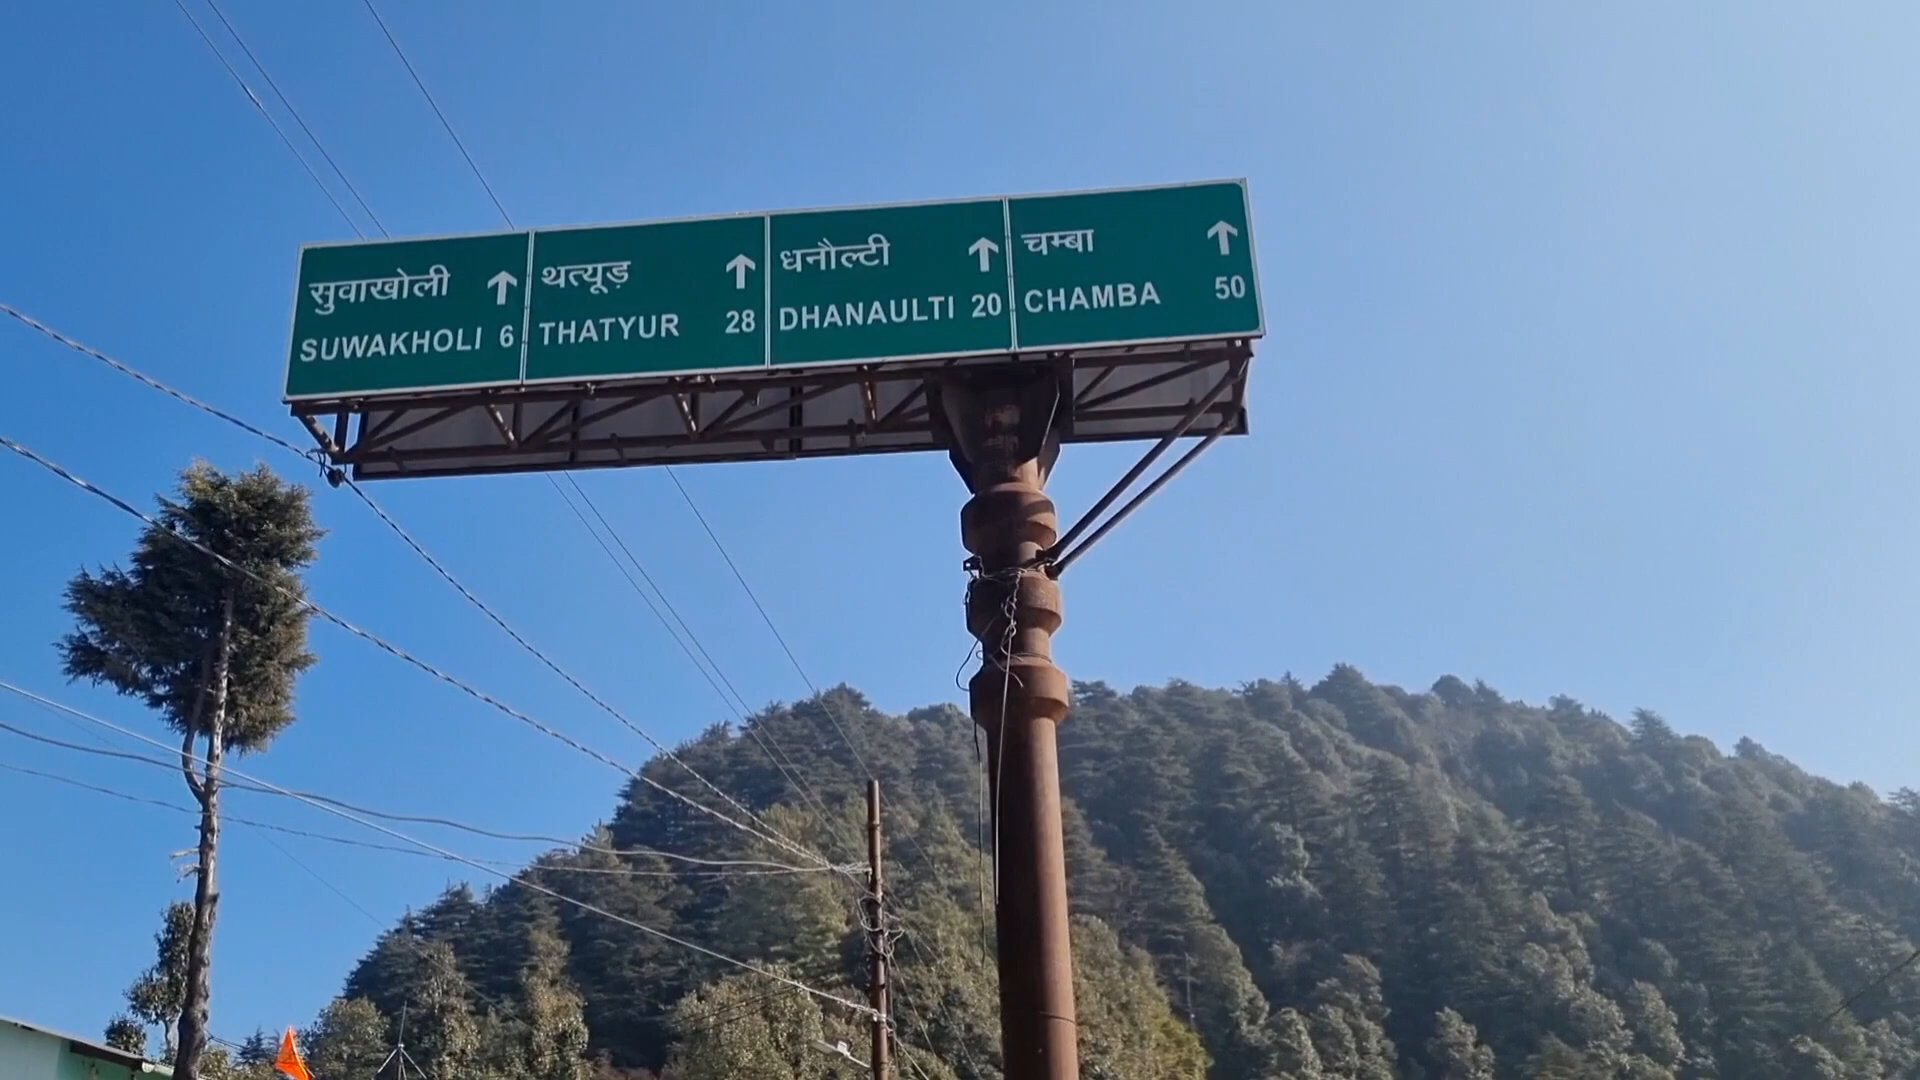 सुवाखोली ↑
SUWAKHOLI 6
थत्यूड़ ↑
THATYUR 28
धनौल्टी ↑
DHANAULTI 20
चम्बा ↑
CHAMBA 50